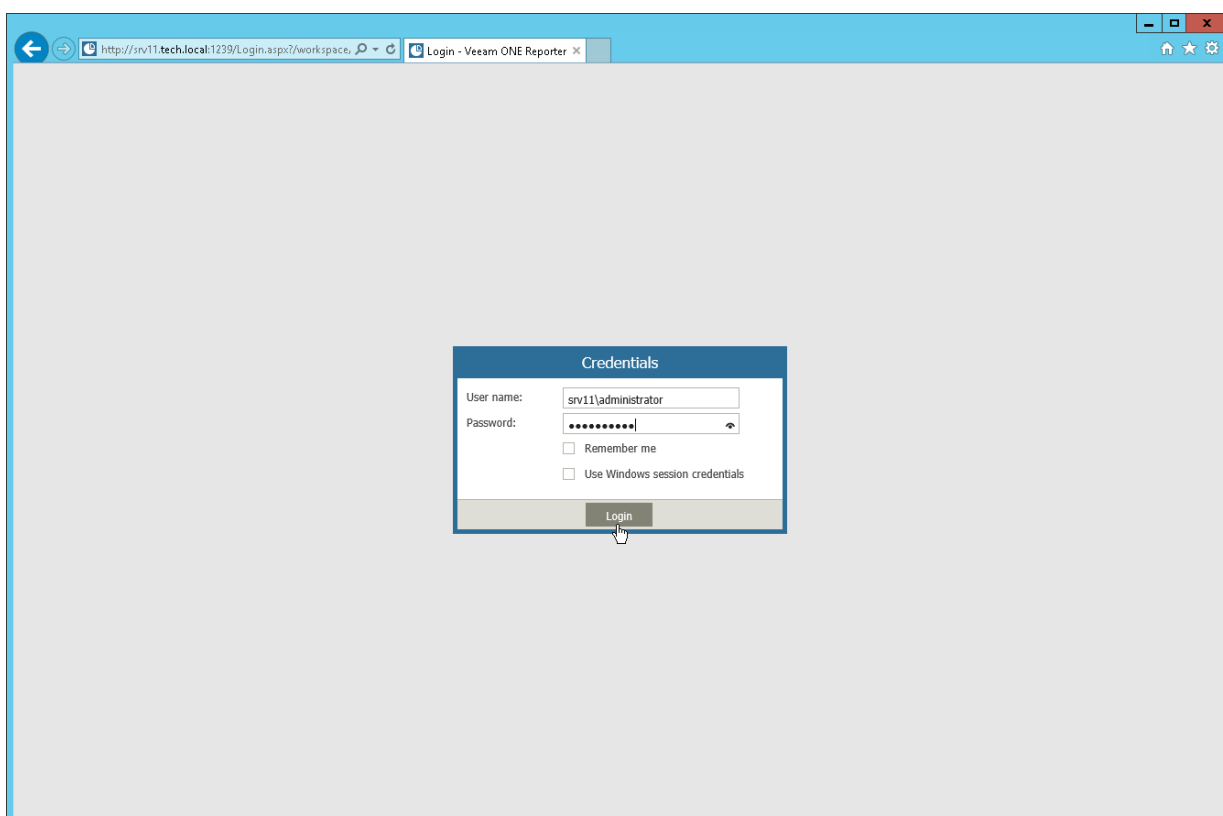 http://srv11.tech.local:1239/Login.aspx?/workspace,
Login - Veeam ONE Reporter
Credentials
User name:
srv11\administrator
Password:
Remember me
Use Windows session credentials
Login